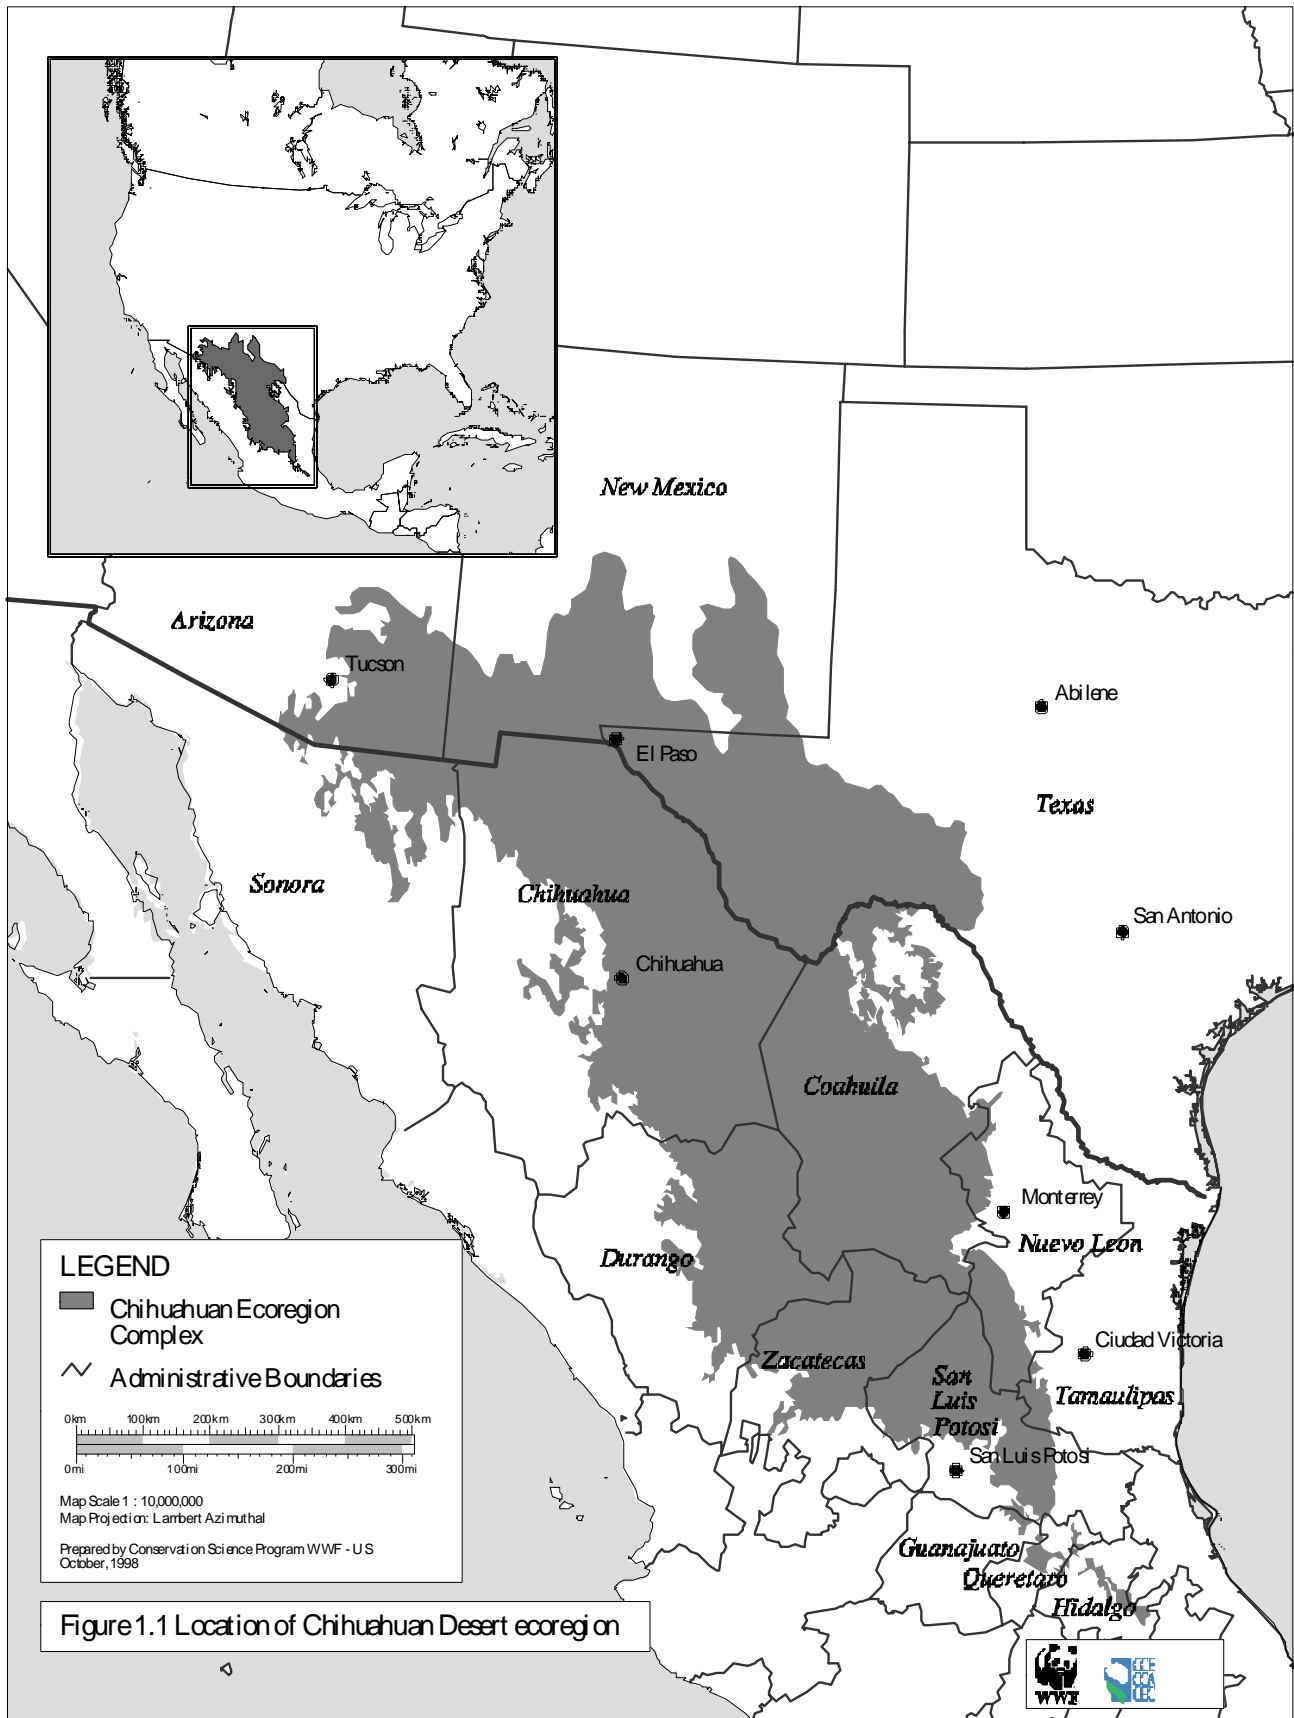 New Mexico
Arizona
Tucson
Abilene
El Paso
Texas
Sonora
Chihuahua
San Antonio
Chihuahua
Coahuila
Monterrey
Nuevo Leon
Durango
LEGEND
Chihuahuan Ecoregion
Complex
Administrative Boundaries
0km 100km 200km 300km 400km 500km
0mi 100mi 200mi 300mi
Map Scale 1 : 10,000,000
Map Projection: Lambert Azimuthal
Prepared by Conservation Science Program WWF - US
October, 1998
Ciudad Victoria
Zacatecas
San
Luis
Potosi
Tamaulipas
San Luis Potosi
Guanajuato
Queretaro
Hidalgo
Figure 1.1 Location of Chihuahuan Desert ecoregion
WWF